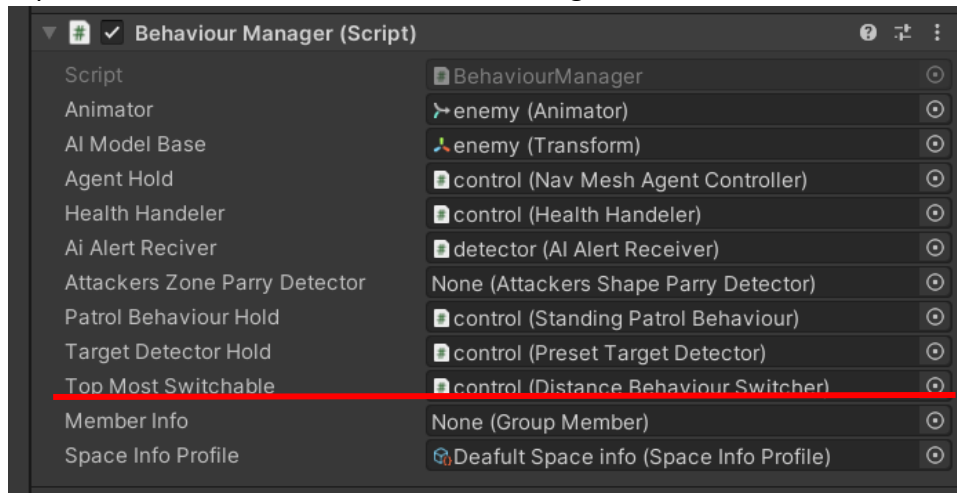 Behaviour Manager (Script)
Script BehaviourManager
Animator enemy (Animator)
AI Model Base enemy (Transform)
Agent Hold control (Nav Mesh Agent Controller)
Health Handeler control (Health Handeler)
Ai Alert Reciver detector (AI Alert Receiver)
Attackers Zone Parry Detector None (Attackers Shape Parry Detector)
Patrol Behaviour Hold control (Standing Patrol Behaviour)
Target Detector Hold control (Preset Target Detector)
Top Most Switchable control (Distance Behaviour Switcher)
Member Info None (Group Member)
Space Info Profile Deafult Space info (Space Info Profile)